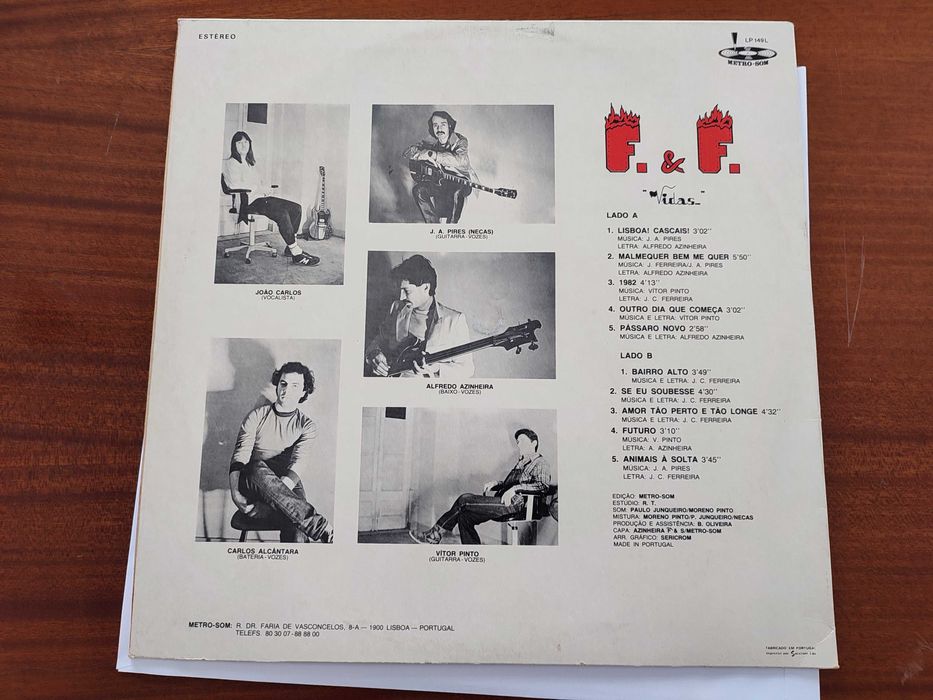 ESTÉREO
LP 149 L
METRO-SOM
F. & F.
"Vidas..."
LADO A
1. LISBOA! CASCAIS! 3'02''
MÚSICA: J. A. PIRES
LETRA: ALFREDO AZINHEIRA
2. MALMEQUER BEM ME QUER 5'50''
MÚSICA: J. FERREIRA/J. A. PIRES
LETRA: ALFREDO AZINHEIRA
3. 1982 4'13''
MÚSICA: VÍTOR PINTO
LETRA: J. C. FERREIRA
4. OUTRO DIA QUE COMEÇA 3'02''
MÚSICA E LETRA: VÍTOR PINTO
5. PÁSSARO NOVO 2'58''
MÚSICA E LETRA: ALFREDO AZINHEIRA
LADO B
1. BAIRRO ALTO 3'49''
MÚSICA E LETRA: J. C. FERREIRA
2. SE EU SOUBESSE 4'30''
MÚSICA E LETRA: J. C. FERREIRA
3. AMOR TÃO PERTO E TÃO LONGE 4'32''
MÚSICA E LETRA: J. C. FERREIRA
4. FUTURO 3'10''
MÚSICA: V. PINTO
LETRA: A. AZINHEIRA
5. ANIMAIS À SOLTA 3'45''
MÚSICA: J. A. PIRES
LETRA: J. C. FERREIRA
EDIÇÃO: METRO-SOM
ESTÚDIO: R. T.
SOM: PAULO JUNQUEIRO/MORENO PINTO
MISTURA: MORENO PINTO/P. JUNQUEIRO/NECAS
PRODUÇÃO E ASSISTÊNCIA: B. OLIVEIRA
CAPA: AZINHEIRA F & S/METRO-SOM
ARR. GRÁFICO: SERICROM
MADE IN PORTUGAL
J. A. PIRES (NECAS)
(GUITARRA - VOZES)
JOÃO CARLOS
(VOCALISTA)
ALFREDO AZINHEIRA
(BAIXO - VOZES)
CARLOS ALCÂNTARA
(BATERIA - VOZES)
VÍTOR PINTO
(GUITARRA - VOZES)
METRO-SOM: R. DR. FARIA DE VASCONCELOS, 8-A — 1900 LISBOA — PORTUGAL
TELEFS. 80 30 07 - 88 88 00
FABRICADO EM PORTUGAL